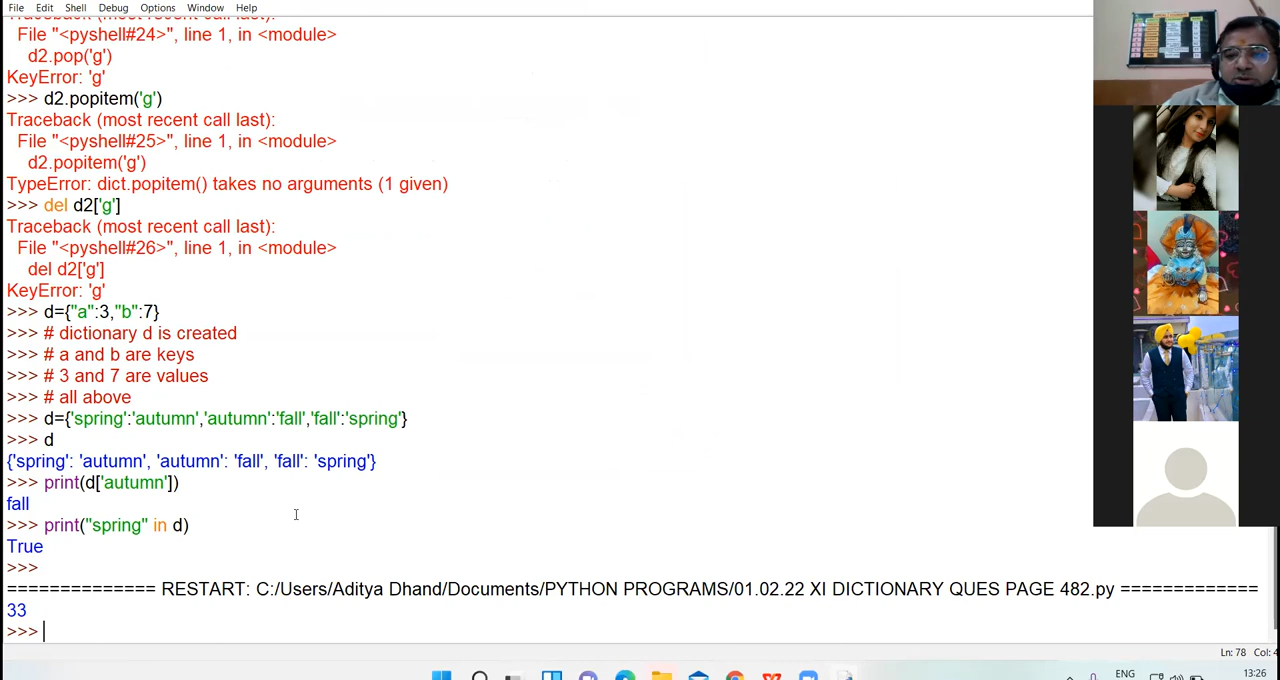 File Edit Shell Debug Options Window Help
Traceback (most recent call last):
File "<pyshell#24>", line 1, in <module>
d2.pop('g')
KeyError: 'g'
>>> d2.popitem('g')
Traceback (most recent call last):
File "<pyshell#25>", line 1, in <module>
d2.popitem('g')
TypeError: dict.popitem() takes no arguments (1 given)
>>> del d2['g']
Traceback (most recent call last):
File "<pyshell#26>", line 1, in <module>
del d2['g']
KeyError: 'g'
>>> d={"a":3,"b":7}
>>> # dictionary d is created
>>> # a and b are keys
>>> # 3 and 7 are values
>>> # all above
>>> d={'spring':'autumn','autumn':'fall','fall':'spring'}
>>> d
{'spring': 'autumn', 'autumn': 'fall', 'fall': 'spring'}
>>> print(d['autumn'])
fall
>>> print("spring" in d)
True
>>>
============= RESTART: C:/Users/Aditya Dhand/Documents/PYTHON PROGRAMS/01.02.22 XI DICTIONARY QUES PAGE 482.py =============
33
>>>
Ln: 78 Col: 4
ENG
13:26